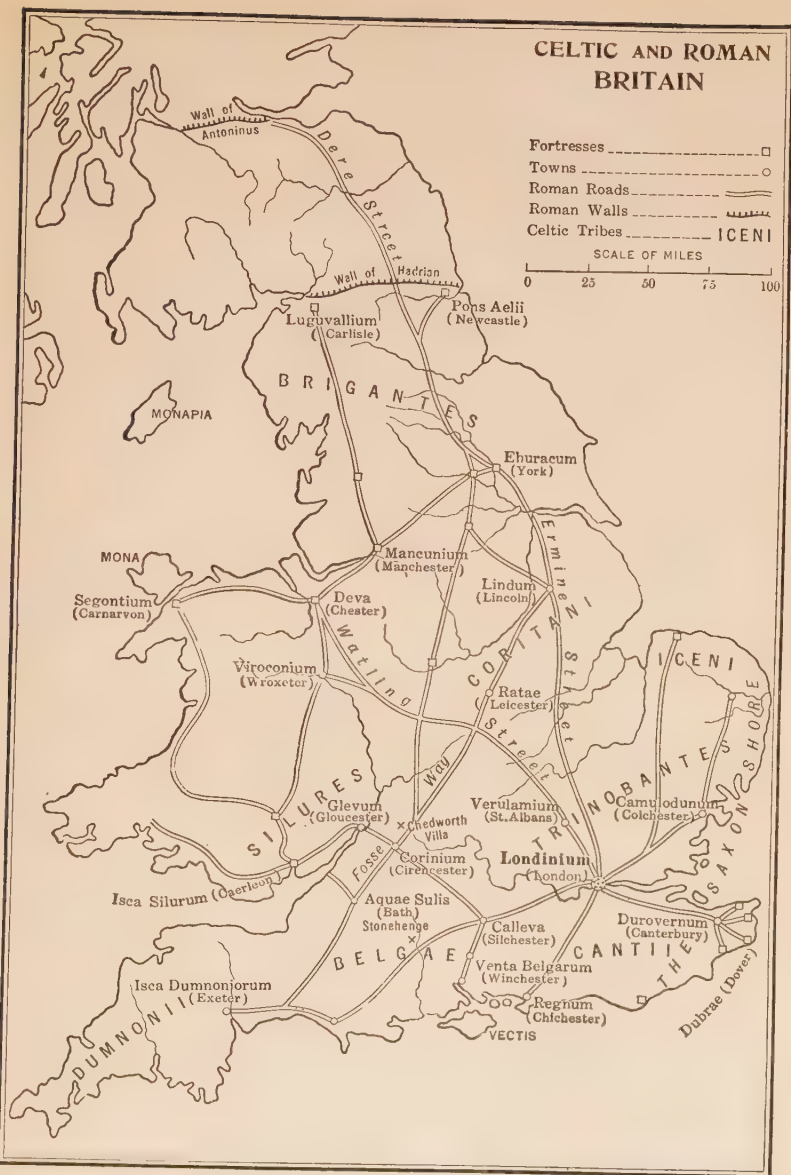 CELTIC AND ROMAN
BRITAIN
Fortresses
Towns
Roman Roads
Roman Walls
Celtic Tribes ICENI
SCALE OF MILES
0 25 50 75 100
Wall of
Antoninus
Dere Street
Wall of Hadrian
Luguvallium
(Carlisle)
Pons Aelii
(Newcastle)
BRIGANTES
MONAPIA
Eburacum
(York)
Ermine Street
MONA
Mancunium
(Manchester)
Segontium
(Carnarvon)
Deva
(Chester)
Lindum
(Lincoln)
Watling Street
CORITANI
ICENI
Viroconium
(Wroxeter)
Ratae
(Leicester)
THE SAXON SHORE
Fosse Way
SILURES
Glevum
(Gloucester)
Chedworth
Villa
Verulamium
(St. Albans)
TRINOBANTES
Camulodunum
(Colchester)
Corinium
(Cirencester)
Londinium
(London)
Isca Silurum (Caerleon)
Aquae Sulis
(Bath)
Stonehenge
Calleva
(Silchester)
Durovernum
(Canterbury)
BELGAE
CANTII
Venta Belgarum
(Winchester)
Isca Dumnoniorum
(Exeter)
Regnum
(Chichester)
Dubrae (Dover)
DUMNONII
VECTIS